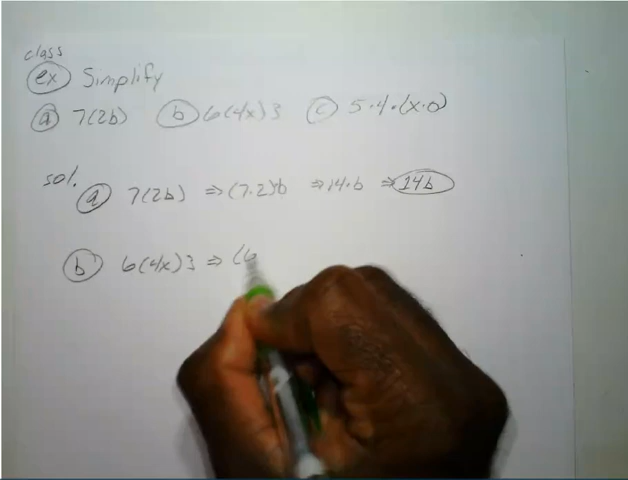 class
ex Simplify
a 7(2b) b 6(4x)3 c 5·4·(x·0)
sol.
a 7(2b) ⇒ (7·2)b ⇒ 14·b ⇒ 14b
b 6(4x)3 ⇒ (6